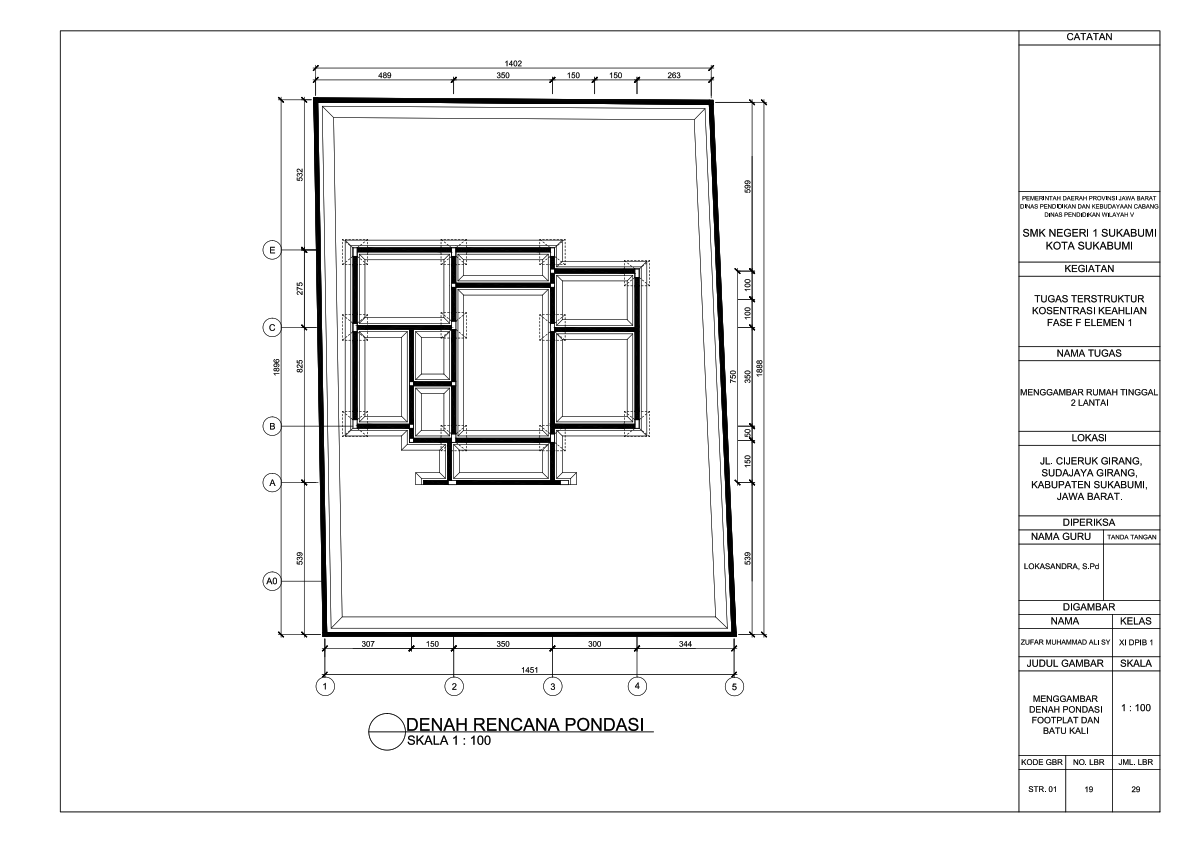 1402
489 350 150 150 263
532
275
1896
825
539
599
100
100
750
350
1888
50
150
539
E
C
B
A
A0
307 150 350 300 344
1451
1 2 3 4 5
DENAH RENCANA PONDASI
SKALA 1 : 100
CATATAN
PEMERINTAH DAERAH PROVINSI JAWA BARAT
DINAS PENDIDIKAN DAN KEBUDAYAAN CABANG
DINAS PENDIDIKAN WILAYAH V
SMK NEGERI 1 SUKABUMI
KOTA SUKABUMI
KEGIATAN
TUGAS TERSTRUKTUR
KOSENTRASI KEAHLIAN
FASE F ELEMEN 1
NAMA TUGAS
MENGGAMBAR RUMAH TINGGAL
2 LANTAI
LOKASI
JL. CIJERUK GIRANG,
SUDAJAYA GIRANG,
KABUPATEN SUKABUMI,
JAWA BARAT.
DIPERIKSA
NAMA GURU TANDA TANGAN
LOKASANDRA, S.Pd
DIGAMBAR
NAMA KELAS
ZUFAR MUHAMMAD ALI SY XI DPIB 1
JUDUL GAMBAR SKALA
MENGGAMBAR
DENAH PONDASI
FOOTPLAT DAN
BATU KALI
1 : 100
KODE GBR NO. LBR JML. LBR
STR. 01 19 29